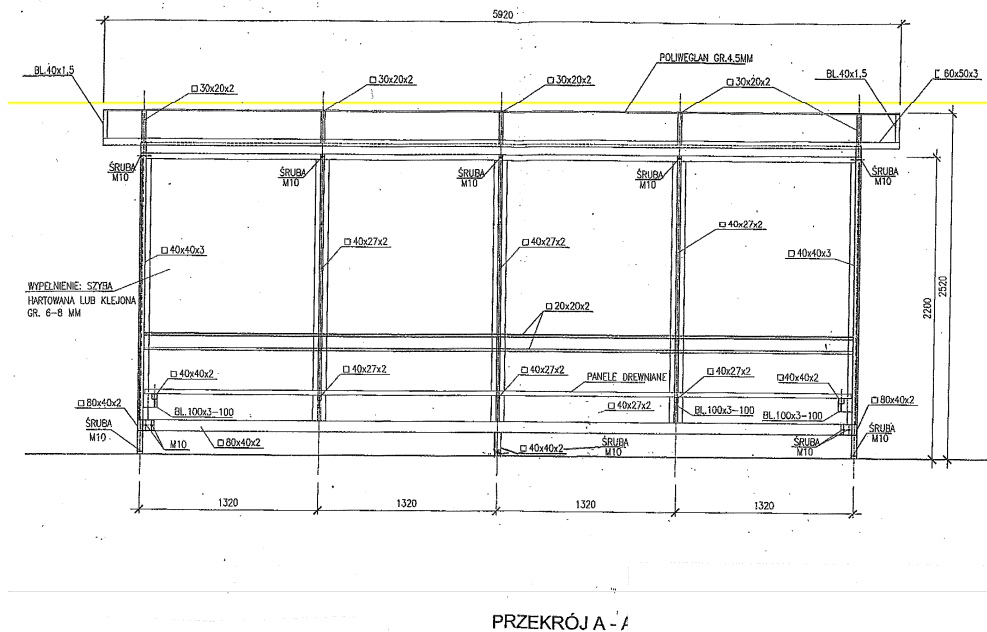 5920
POLIWĘGLAN GR.4.5MM
BL.40x1,5
□ 30x20x2
□ 30x20x2
□ 30x20x2
□ 30x20x2
BL.40x1,5
60x50x3
ŚRUBA
M10
ŚRUBA
M10
ŚRUBA
M10
ŚRUBA
M10
ŚRUBA
M10
□ 40x40x3
□ 40x27x2
□ 40x27x2
□ 40x27x2
□ 40x40x3
WYPEŁNIENIE: SZYBA
HARTOWANA LUB KLEJONA
GR. 6-8 MM
2200
2520
□ 20x20x2
□ 40x40x2
□ 40x27x2
□ 40x27x2
PANELE DREWNIANE
□ 40x27x2
□40x40x2
□ 80x40x2
BL.100x3-100
□ 40x27x2
BL.100x3-100
BL.100x3-100
□ 80x40x2
ŚRUBA
M10
M10
□ 80x40x2
□ 40x40x2
ŚRUBA
M10
ŚRUBA
M10
ŚRUBA
M10
1320
1320
1320
1320
PRZEKRÓJ A -